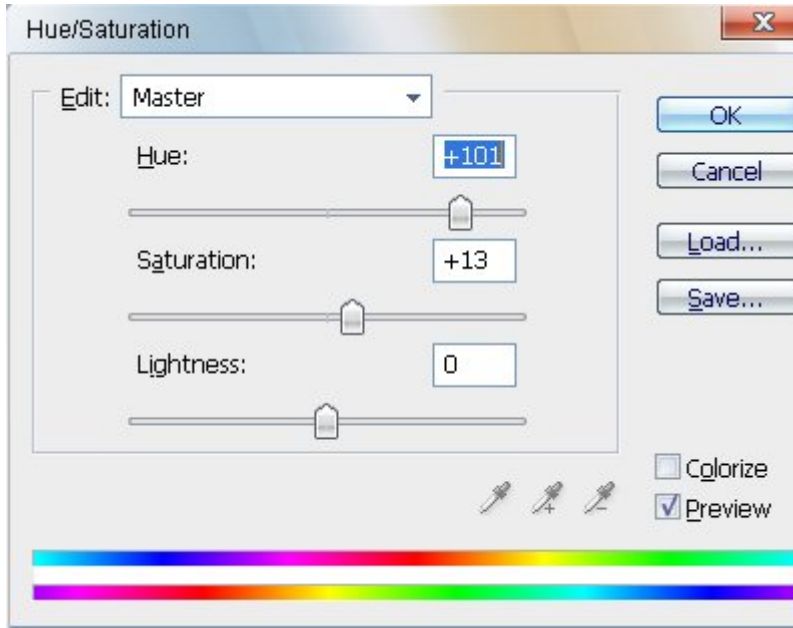 Hue/Saturation
Edit: Master
OK
Hue: +101
Cancel
Saturation: +13
Load...
Save...
Lightness: 0
Colorize
Preview